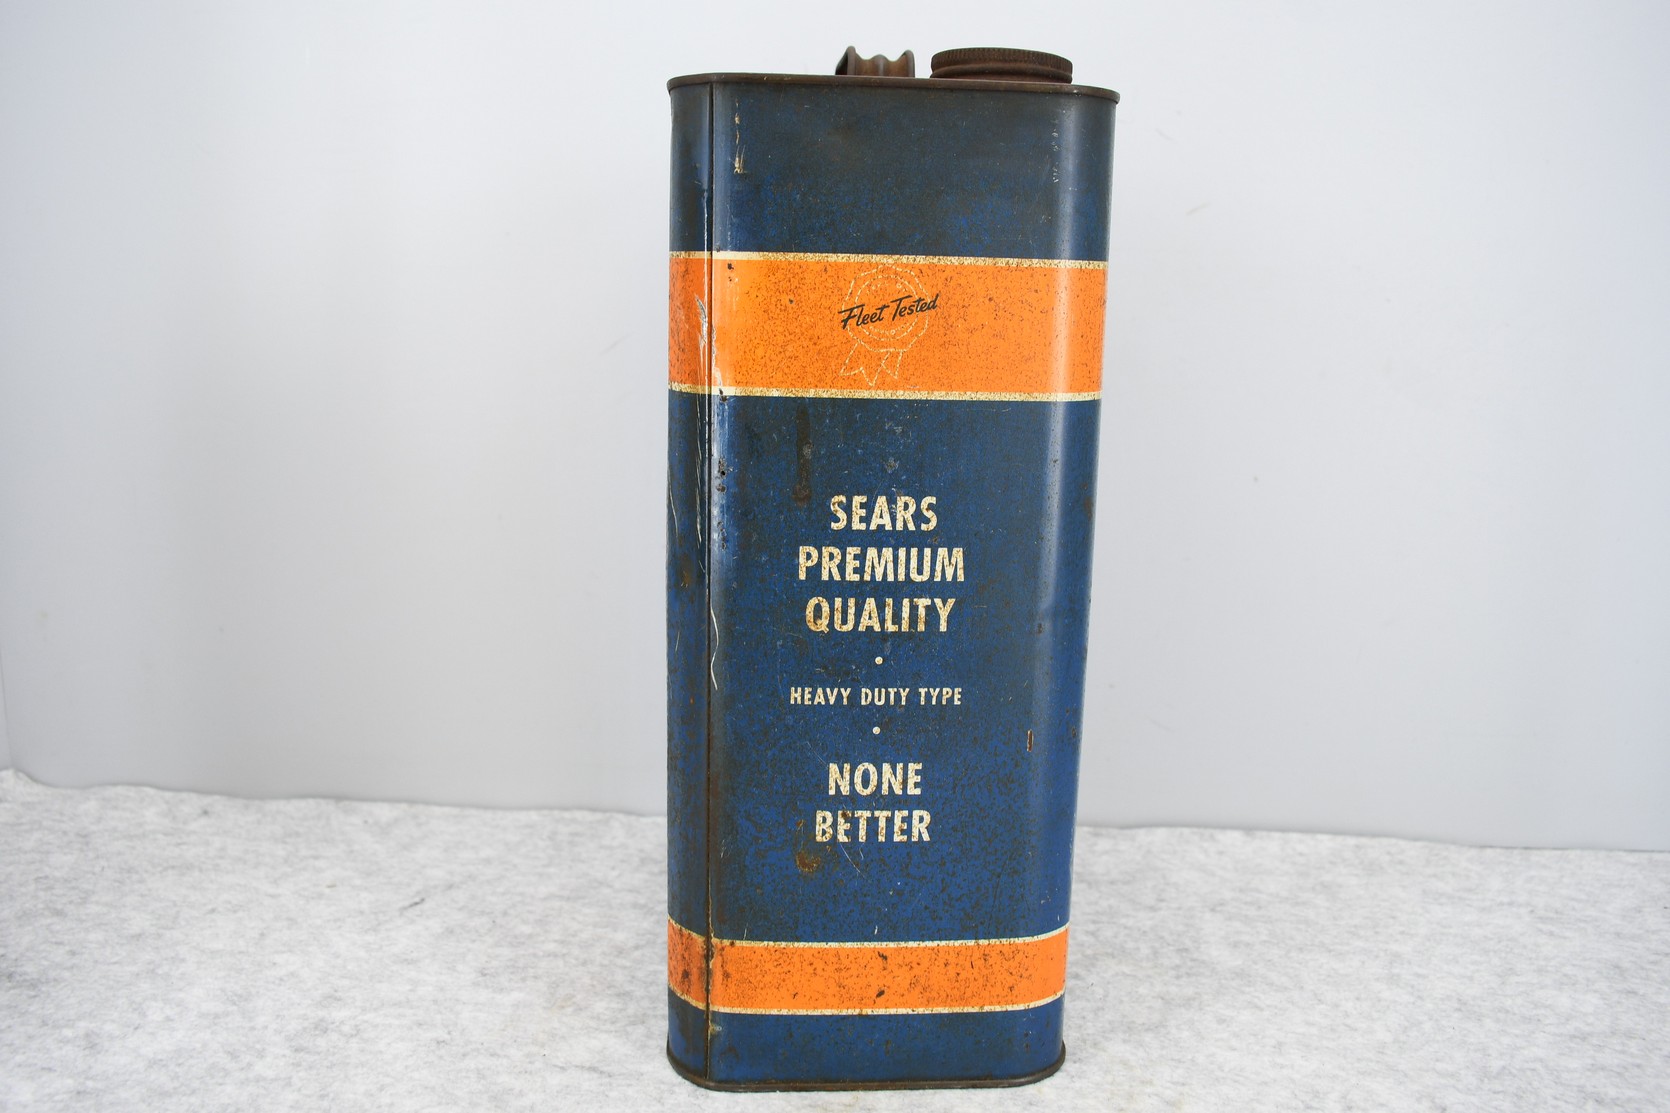 Fleet Tested
SEARS
PREMIUM
QUALITY
•
HEAVY DUTY TYPE
•
NONE
BETTER